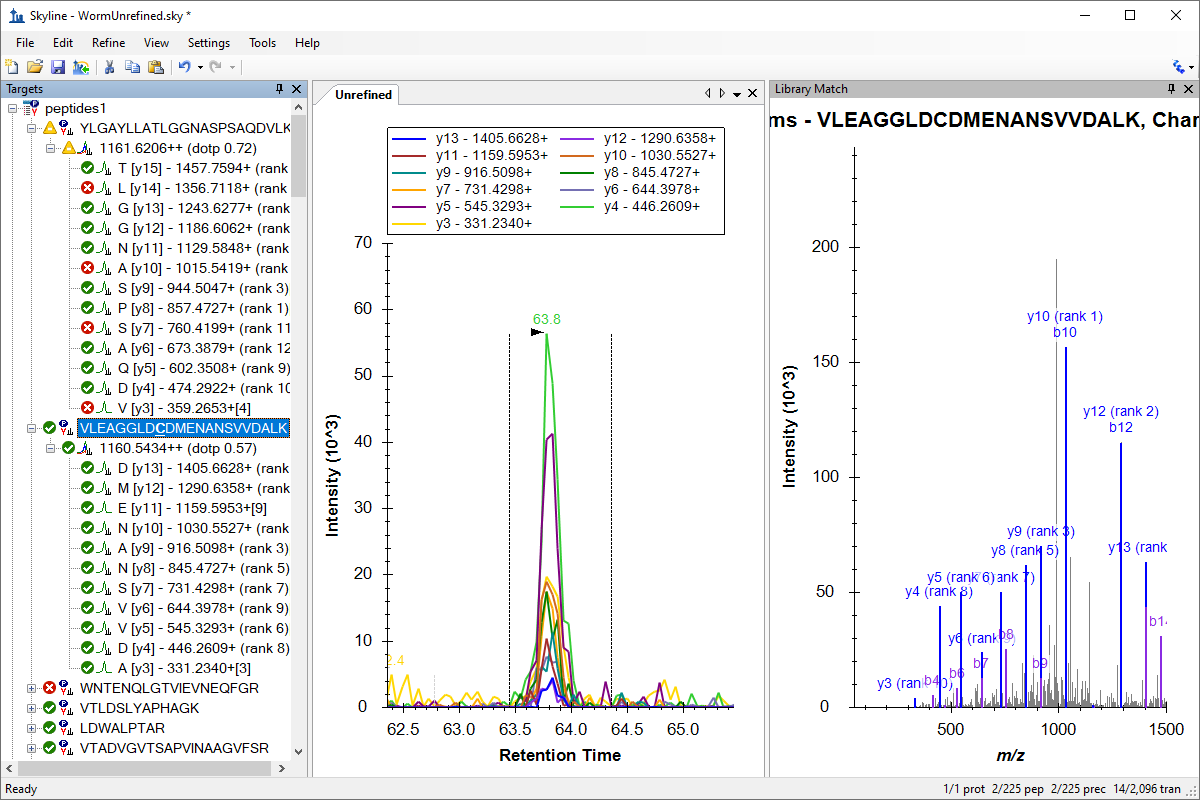 Skyline - WormUnrefined.sky *
File Edit Refine View Settings Tools Help
Targets
peptides1
YLGAYLLATLGGNASPSAQDVLK
1161.6206++ (dotp 0.72)
T [y15] - 1457.7594+ (rank
L [y14] - 1356.7118+ (rank
G [y13] - 1243.6277+ (rank
G [y12] - 1186.6062+ (rank
N [y11] - 1129.5848+ (rank
A [y10] - 1015.5419+ (rank
S [y9] - 944.5047+ (rank 3)
P [y8] - 857.4727+ (rank 1)
S [y7] - 760.4199+ (rank 11
A [y6] - 673.3879+ (rank 12
Q [y5] - 602.3508+ (rank 9)
D [y4] - 474.2922+ (rank 10
V [y3] - 359.2653+[4]
VLEAGGLDCDMENANSVVDALK
1160.5434++ (dotp 0.57)
D [y13] - 1405.6628+ (rank
M [y12] - 1290.6358+ (rank
E [y11] - 1159.5953+[9]
N [y10] - 1030.5527+ (rank
A [y9] - 916.5098+ (rank 3)
N [y8] - 845.4727+ (rank 5)
S [y7] - 731.4298+ (rank 7)
V [y6] - 644.3978+ (rank 9)
V [y5] - 545.3293+ (rank 6)
D [y4] - 446.2609+ (rank 8)
A [y3] - 331.2340+[3]
WNTENQLGTVIEVNEQFGR
VTLDSLYAPHAGK
LDWALPTAR
VTADVGVTSAPVINAAGVFSR
Unrefined
y13 - 1405.6628+ y12 - 1290.6358+
y11 - 1159.5953+ y10 - 1030.5527+
y9 - 916.5098+ y8 - 845.4727+
y7 - 731.4298+ y6 - 644.3978+
y5 - 545.3293+ y4 - 446.2609+
y3 - 331.2340+
70
60
50
40
30
20
10
0
Intensity (10^3)
63.8
2.4
62.5 63.0 63.5 63.8 64.0 64.5 65.0
Retention Time
Library Match
ms - VLEAGGLDCDMENANSVVDALK, Char
200
150
100
50
0
Intensity (10^3)
y10 (rank 1)
b10
y12 (rank 2)
b12
y9 (rank 3)
y8 (rank 5)
y13 (rank
y5 (rank 6)
rank 7)
y4 (rank 8)
y6 (rank
b8
b7
b9
b6
b4
y3 (rank
b14
500 1000 1500
m/z
Ready
1/1 prot 2/225 pep 2/225 prec 14/2,096 tran